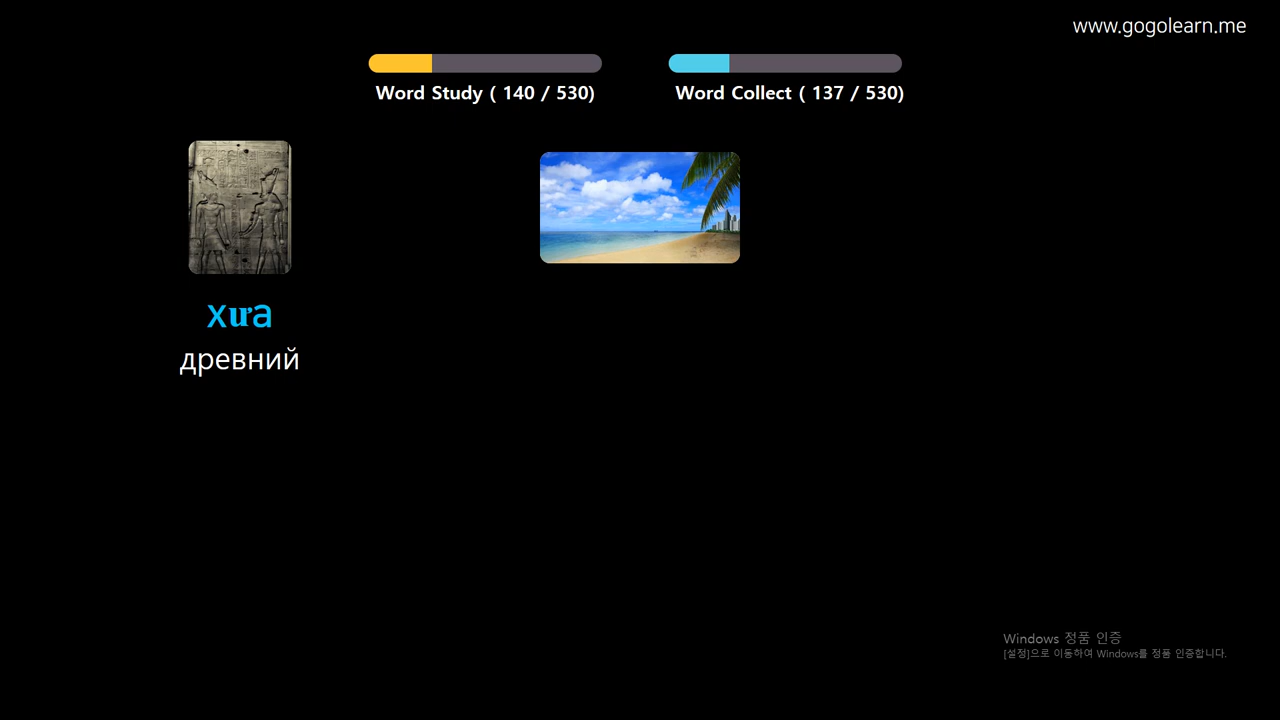 www.gogolearn.me
Word Study ( 140 / 530)
Word Collect ( 137 / 530)
xưa
древний
Windows 정품 인증
[설정]으로 이동하여 Windows를 정품 인증합니다.